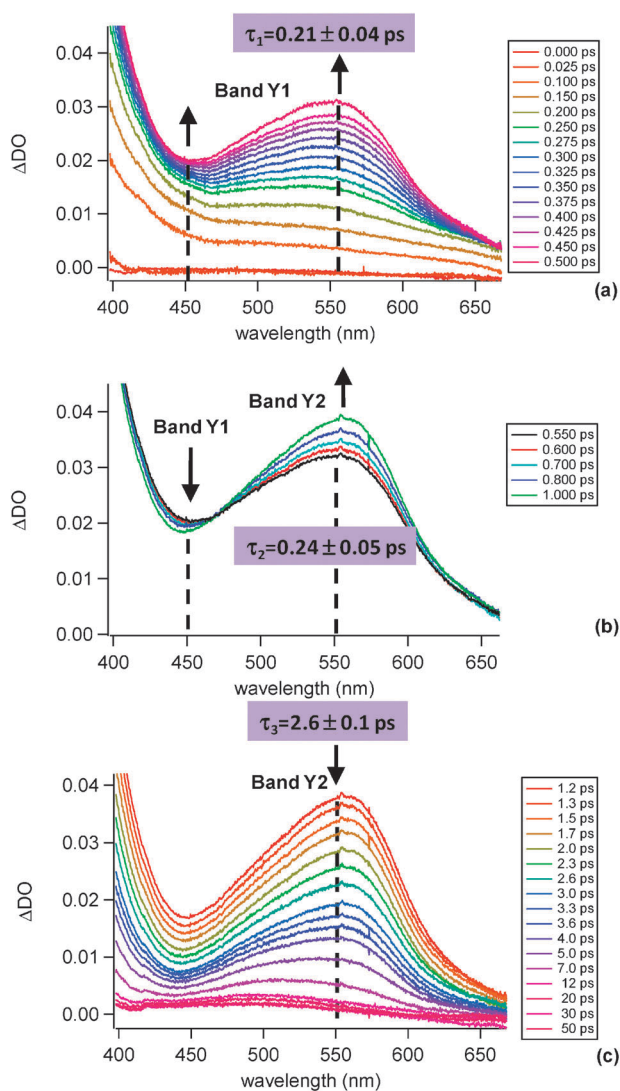 τ1=0.21 ± 0.04 ps
Band Y1
ΔDO
0.04
0.03
0.02
0.01
0.00
400 450 500 550 600 650
wavelength (nm)
0.000 ps
0.025 ps
0.100 ps
0.150 ps
0.200 ps
0.250 ps
0.275 ps
0.300 ps
0.325 ps
0.350 ps
0.375 ps
0.400 ps
0.425 ps
0.450 ps
0.500 ps
(a)
Band Y1
Band Y2
ΔDO
0.04
0.03
0.02
0.01
0.00
τ2=0.24 ± 0.05 ps
400 450 500 550 600 650
wavelength (nm)
0.550 ps
0.600 ps
0.700 ps
0.800 ps
1.000 ps
(b)
τ3=2.6 ± 0.1 ps
Band Y2
ΔDO
0.04
0.03
0.02
0.01
0.00
400 450 500 550 600 650
wavelength (nm)
1.2 ps
1.3 ps
1.5 ps
1.7 ps
2.0 ps
2.3 ps
2.6 ps
3.0 ps
3.3 ps
3.6 ps
4.0 ps
5.0 ps
7.0 ps
12 ps
20 ps
30 ps
50 ps
(c)